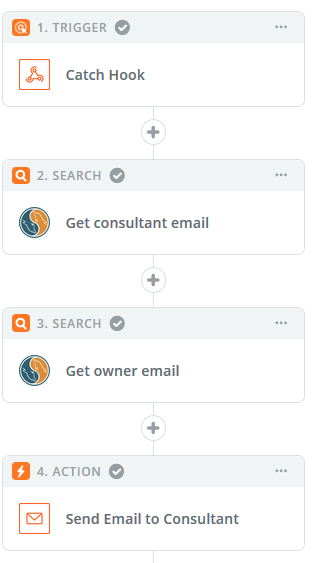 1. TRIGGER
Catch Hook
2. SEARCH
Get consultant email
3. SEARCH
Get owner email
4. ACTION
Send Email to Consultant